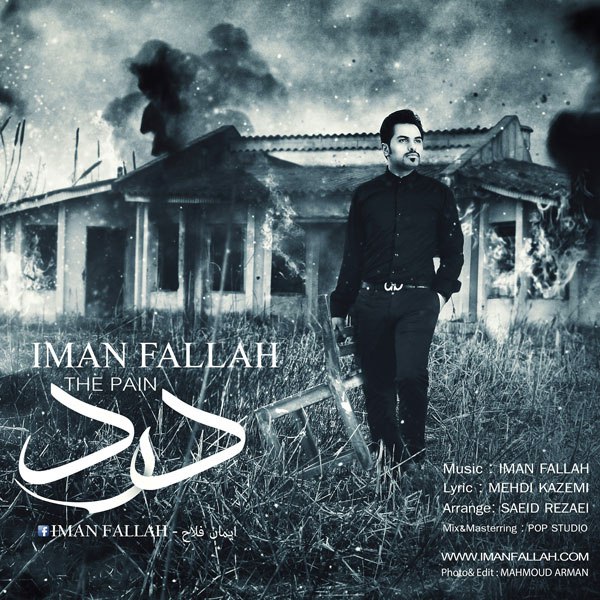 IMAN FALLAH
THE PAIN
درد
IMAN FALLAH - ایمان فلاح
Music : IMAN FALLAH
Lyric : MEHDI KAZEMI
Arrange: SAEID REZAEI
Mix&Masterring : POP STUDIO
WWW.IMANFALLAH.COM
Photo& Edit : MAHMOUD ARMAN